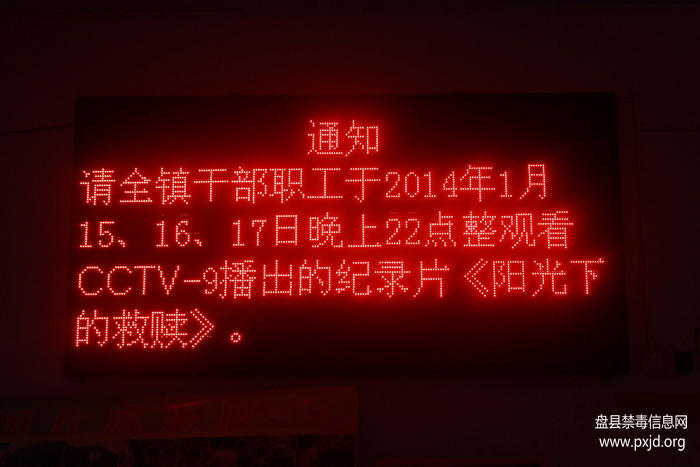 通知
请全镇干部职工于2014年1月
15、16、17日晚上22点整观看
CCTV-9播出的纪录片《阳光下
的救赎》。
盘县禁毒信息网
www.pxjd.org